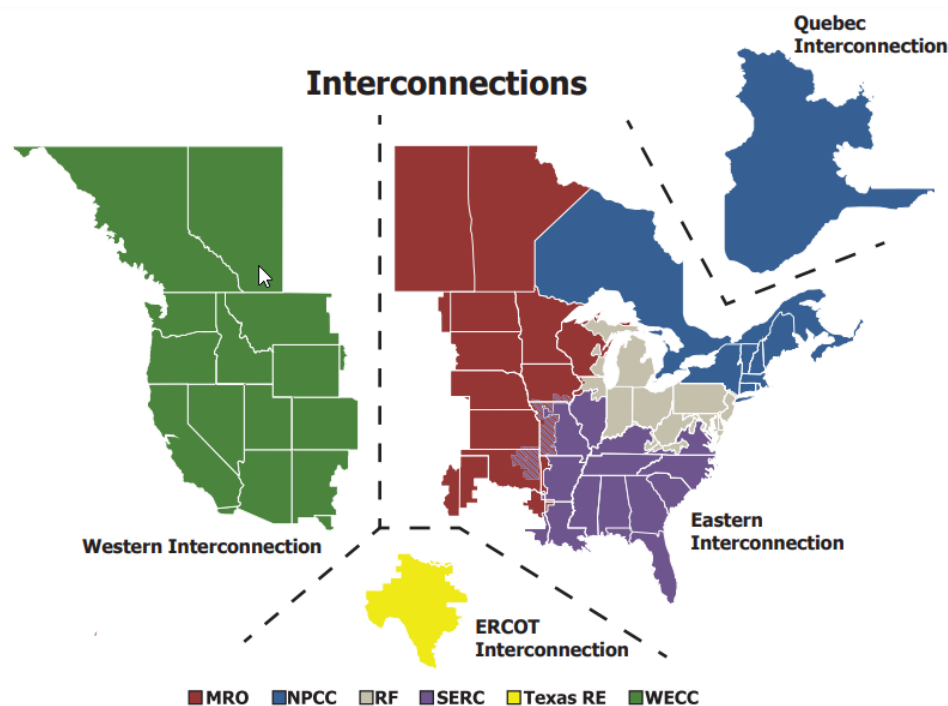 Quebec
Interconnection
Interconnections
Western Interconnection
Eastern
Interconnection
ERCOT
Interconnection
MRO NPCC RF SERC Texas RE WECC